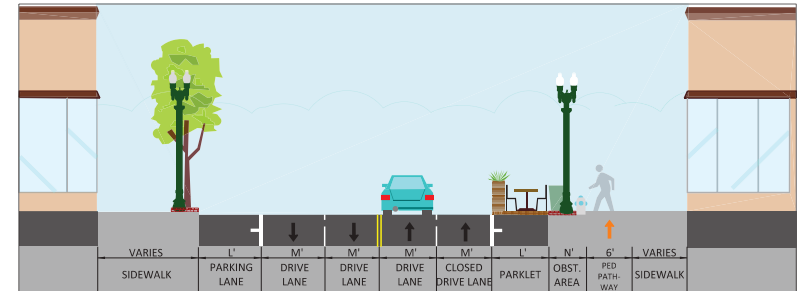 VARIES L' M' M' M' M' L' N' 6' VARIES
SIDEWALK
PARKING
LANE
DRIVE
LANE
DRIVE
LANE
DRIVE
LANE
CLOSED
DRIVE LANE
PARKLET
OBST.
AREA
PED
PATH-
WAY
SIDEWALK